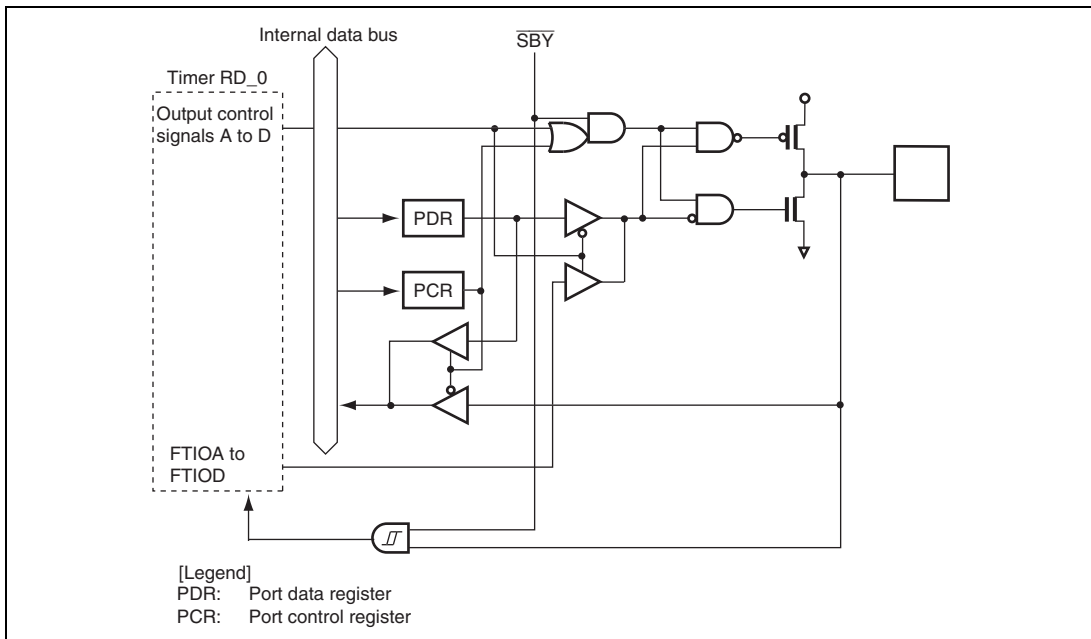 Internal data bus
SBY
Timer RD_0
Output control
signals A to D
PDR
PCR
FTIOA to
FTIOD
[Legend]
PDR: Port data register
PCR: Port control register